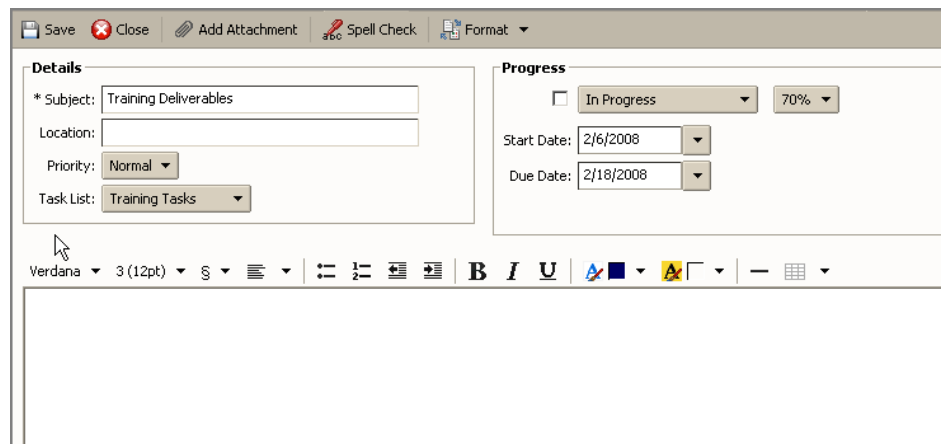 Save Close Add Attachment abc Spell Check Format
Details
* Subject: Training Deliverables
Location:
Priority: Normal
Task List: Training Tasks
Progress
In Progress 70%
Start Date: 2/6/2008
Due Date: 2/18/2008
Verdana 3 (12pt) § B I U